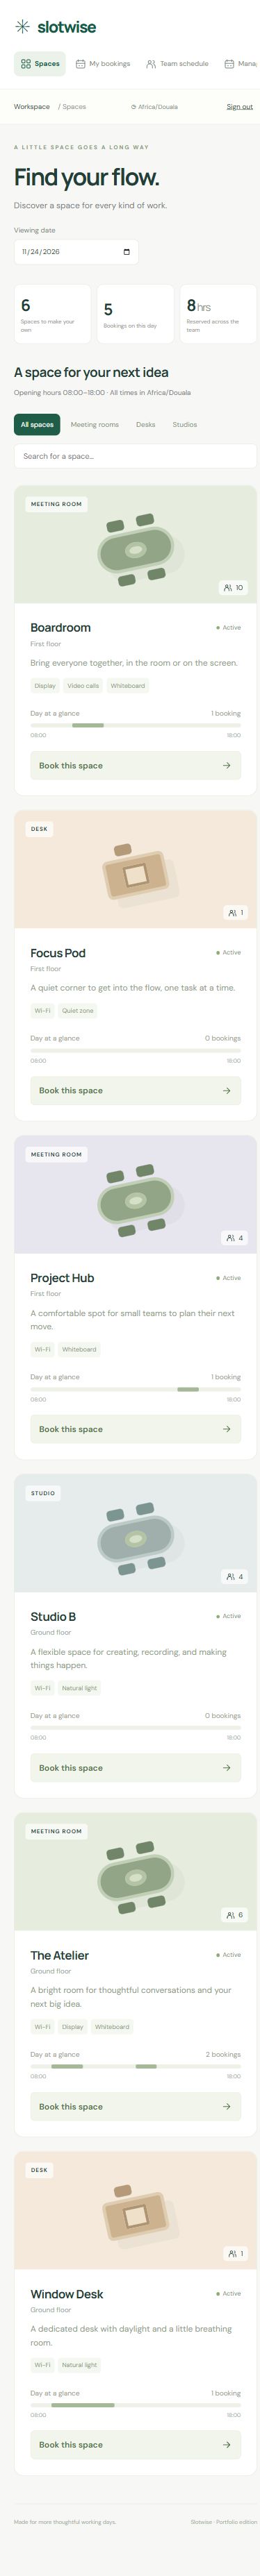 slotwise
Spaces My bookings Team schedule
Workspace / Spaces Africa/Douala Sign out
A LITTLE SPACE GOES A LONG WAY
Find your flow.
Discover a space for every kind of work.
Viewing date
11/24/2026
6
Spaces to make your
own
5
Bookings on this day
8 hrs
Reserved across the
team
A space for your next idea
Opening hours 08:00–18:00 · All times in Africa/Douala
All spaces Meeting rooms Desks Studios
Search for a space...
MEETING ROOM
10
Boardroom Active
First floor
Bring everyone together, in the room or on the screen.
Display Video calls Whiteboard
Day at a glance 1 booking
08:00 18:00
Book this space
DESK
1
Focus Pod Active
First floor
A quiet corner to get into the flow, one task at a time.
Wi-Fi Quiet zone
Day at a glance 0 bookings
08:00 18:00
Book this space
MEETING ROOM
4
Project Hub Active
First floor
A comfortable spot for small teams to plan their next
move.
Wi-Fi Whiteboard
Day at a glance 1 booking
08:00 18:00
Book this space
STUDIO
4
Studio B Active
Ground floor
A flexible space for creating, recording, and making
things happen.
Wi-Fi Natural light
Day at a glance 0 bookings
08:00 18:00
Book this space
MEETING ROOM
6
The Atelier Active
Ground floor
A bright room for thoughtful conversations and your
next big idea.
Wi-Fi Display Whiteboard
Day at a glance 2 bookings
08:00 18:00
Book this space
DESK
1
Window Desk Active
Ground floor
A dedicated desk with daylight and a little breathing
room.
Wi-Fi Natural light
Day at a glance 1 booking
08:00 18:00
Book this space
Made for more thoughtful working days. Slotwise · Portfolio edition